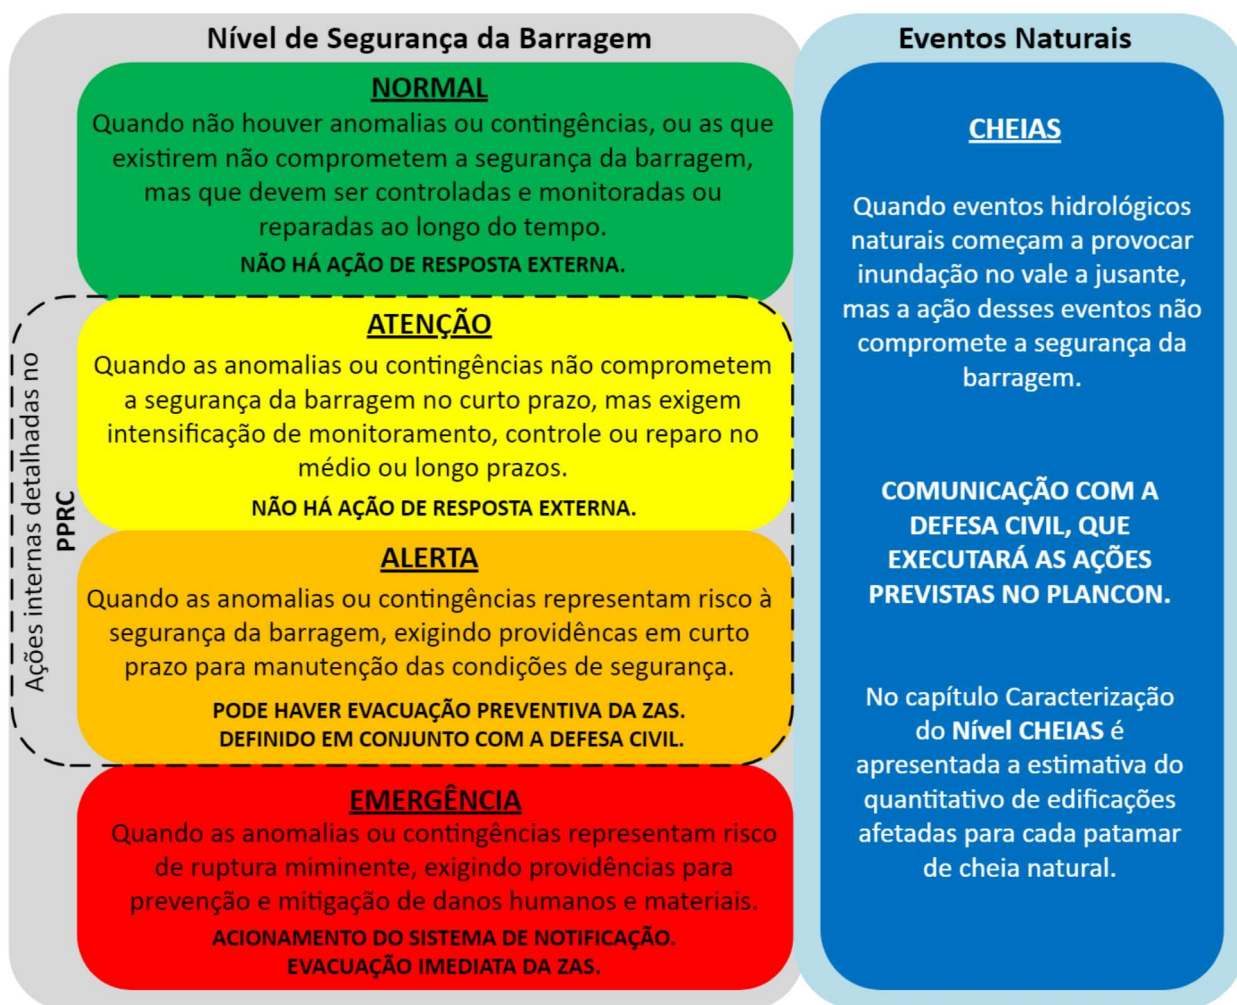 Nível de Segurança da Barragem
NORMAL
Quando não houver anomalias ou contingências, ou as que
existirem não comprometem a segurança da barragem,
mas que devem ser controladas e monitoradas ou
reparadas ao longo do tempo.
NÃO HÁ AÇÃO DE RESPOSTA EXTERNA.
Ações internas detalhadas no
PPRC
ATENÇÃO
Quando as anomalias ou contingências não comprometem
a segurança da barragem no curto prazo, mas exigem
intensificação de monitoramento, controle ou reparo no
médio ou longo prazos.
NÃO HÁ AÇÃO DE RESPOSTA EXTERNA.
ALERTA
Quando as anomalias ou contingências representam risco à
segurança da barragem, exigindo providêncas em curto
prazo para manutenção das condições de segurança.
PODE HAVER EVACUAÇÃO PREVENTIVA DA ZAS.
DEFINIDO EM CONJUNTO COM A DEFESA CIVIL.
EMERGÊNCIA
Quando as anomalias ou contingências representam risco
de ruptura miminente, exigindo providências para
prevenção e mitigação de danos humanos e materiais.
ACIONAMENTO DO SISTEMA DE NOTIFICAÇÃO.
EVACUAÇÃO IMEDIATA DA ZAS.
Eventos Naturais
CHEIAS
Quando eventos hidrológicos
naturais começam a provocar
inundação no vale a jusante,
mas a ação desses eventos não
compromete a segurança da
barragem.
COMUNICAÇÃO COM A
DEFESA CIVIL, QUE
EXECUTARÁ AS AÇÕES
PREVISTAS NO PLANCON.
No capítulo Caracterização
do Nível CHEIAS é
apresentada a estimativa do
quantitativo de edificações
afetadas para cada patamar
de cheia natural.